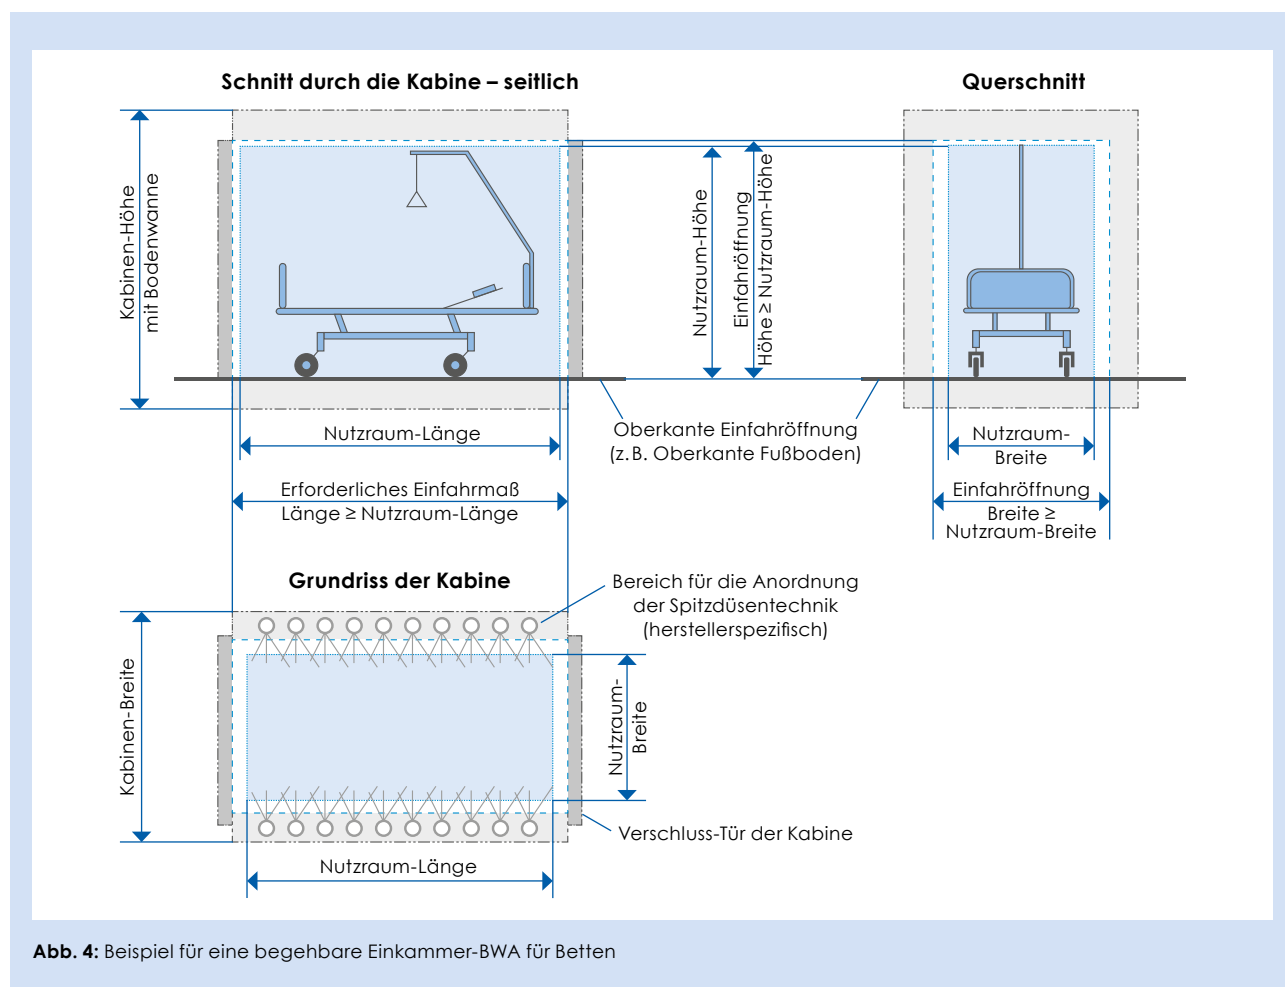 Schnitt durch die Kabine – seitlich
Querschnitt
Kabinen-Höhe
mit Bodenwanne
Nutzraum-Höhe
Einfahröffnung
Höhe ≥ Nutzraum-Höhe
Nutzraum-Länge
Oberkante Einfahröffnung
(z. B. Oberkante Fußboden)
Nutzraum-
Breite
Erforderliches Einfahrmaß
Länge ≥ Nutzraum-Länge
Einfahröffnung
Breite ≥
Nutzraum-Breite
Grundriss der Kabine
Bereich für die Anordnung
der Spitzdüsentechnik
(herstellerspezifisch)
Kabinen-Breite
Nutzraum-
Breite
Verschluss-Tür der Kabine
Nutzraum-Länge
Abb. 4: Beispiel für eine begehbare Einkammer-BWA für Betten